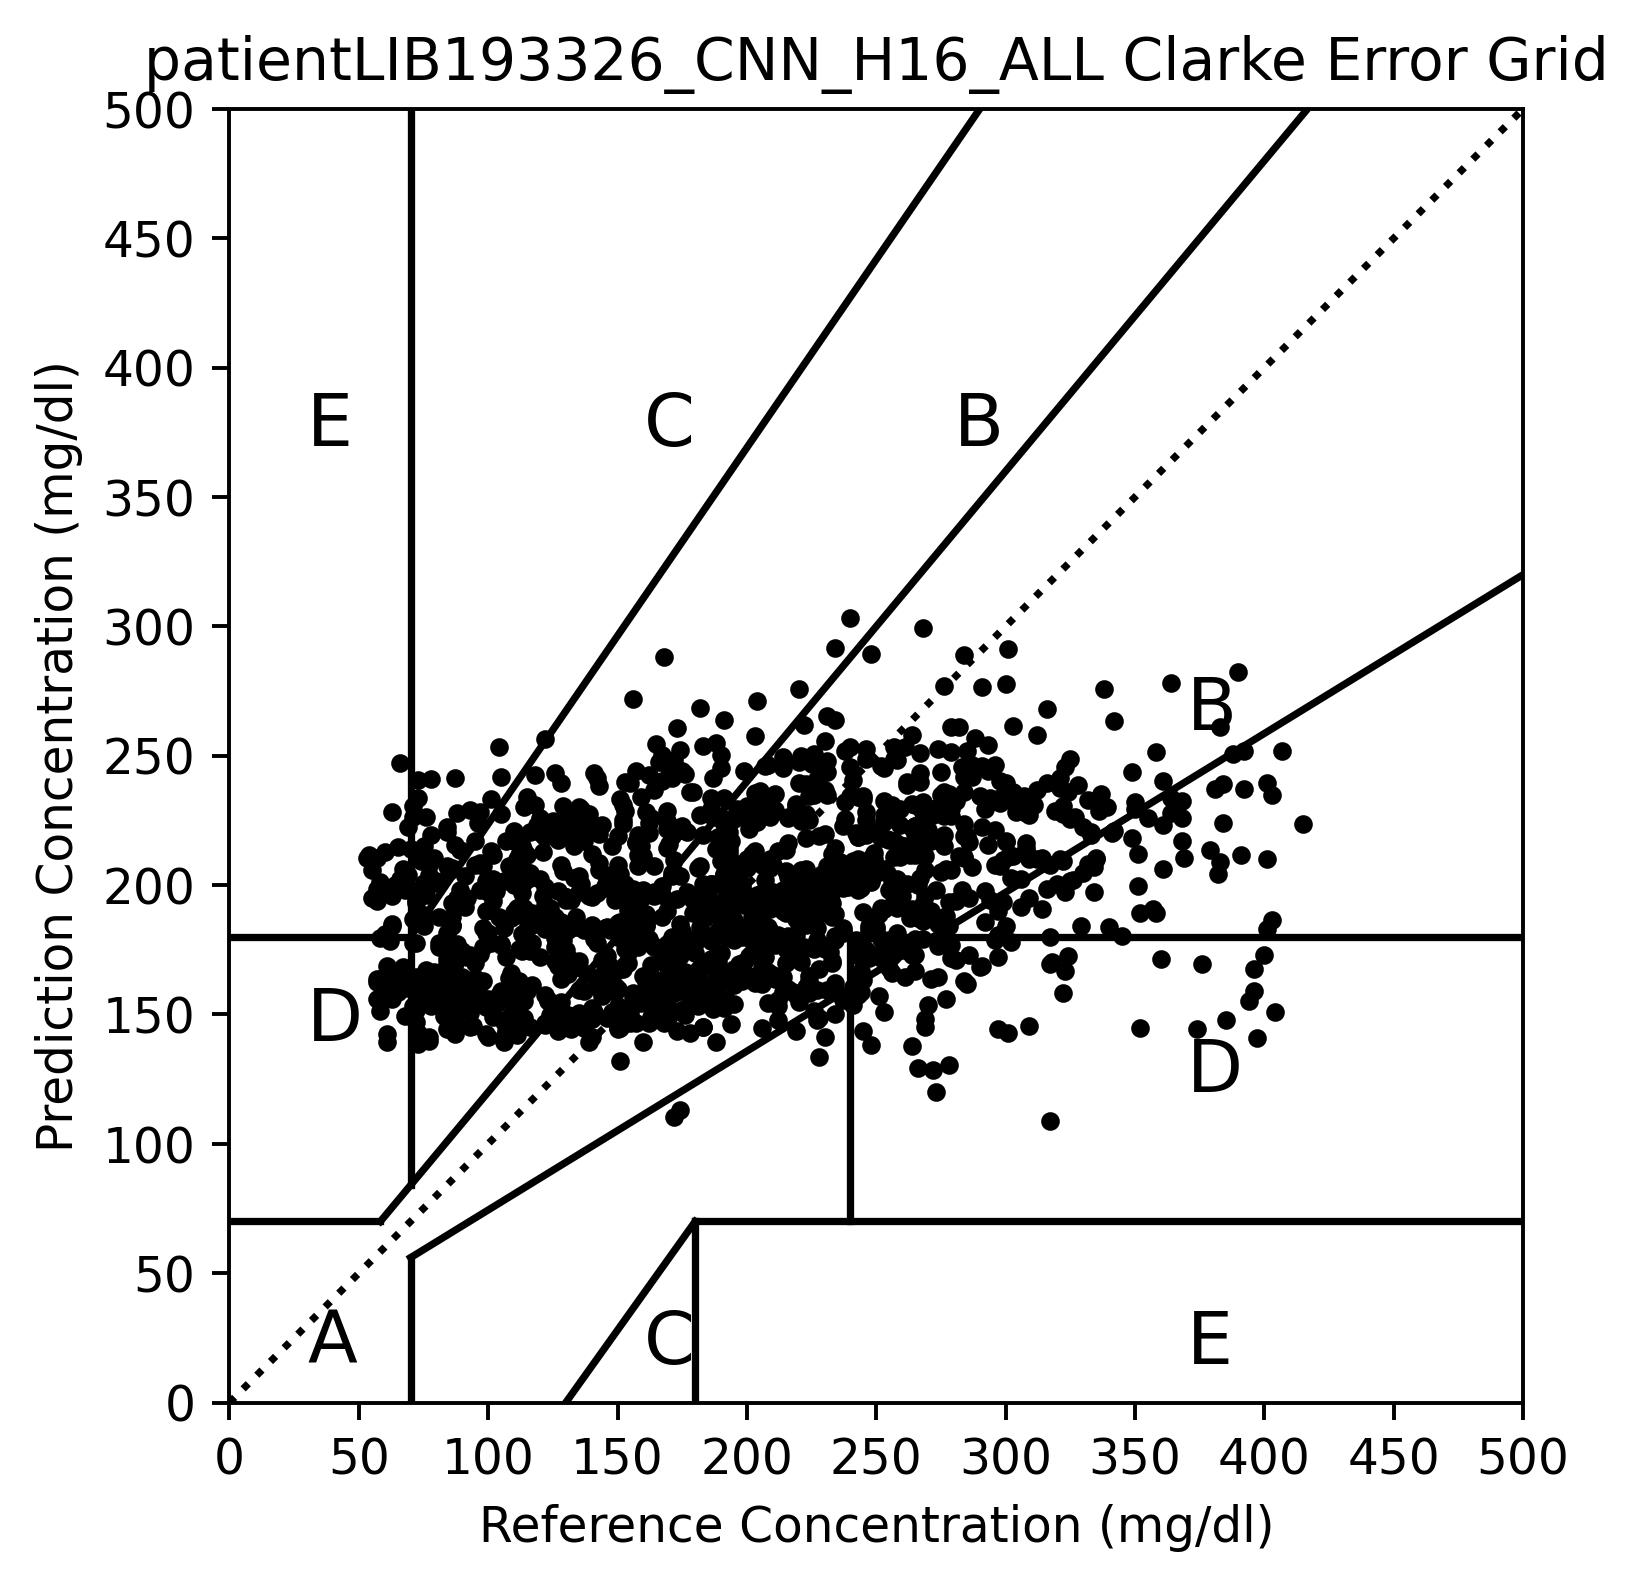 patientLIB193326_CNN_H16_ALL Clarke Error Grid
500
450
400
350
300
250
200
150
100
50
0
Prediction Concentration (mg/dl)
E
C
B
B
D
D
A
C
E
0 50 100 150 200 250 300 350 400 450 500
Reference Concentration (mg/dl)